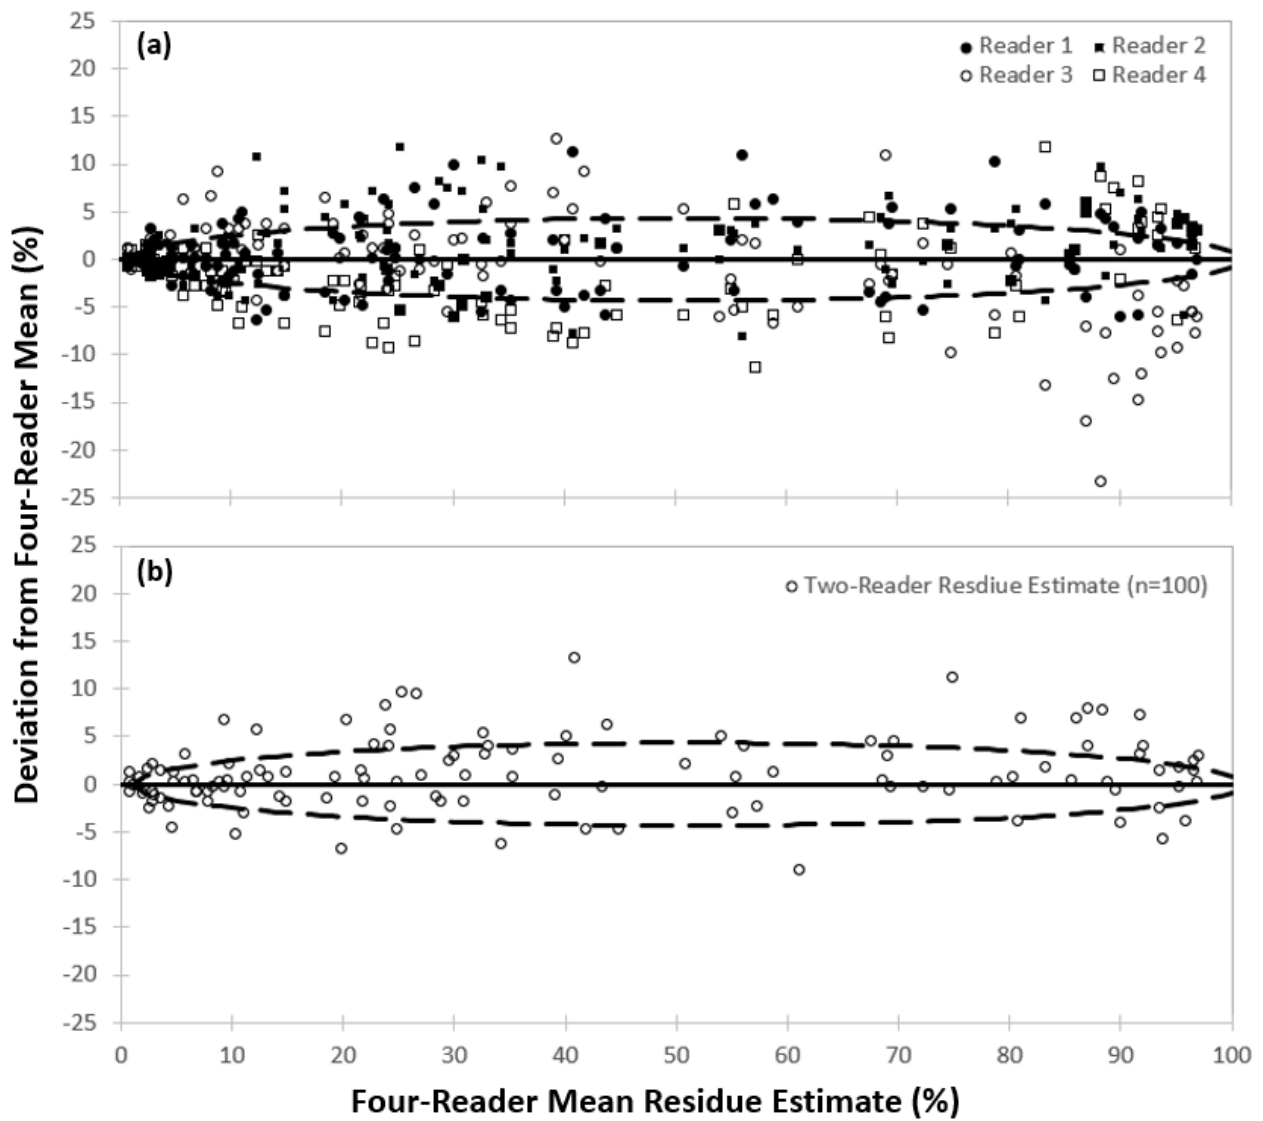 Deviation from Four-Reader Mean (%)
(a)
Reader 1 Reader 2
Reader 3 Reader 4
25
20
15
10
5
0
-5
-10
-15
-20
-25
(b)
Two-Reader Resdiue Estimate (n=100)
25
20
15
10
5
0
-5
-10
-15
-20
-25
0 10 20 30 40 50 60 70 80 90 100
Four-Reader Mean Residue Estimate (%)